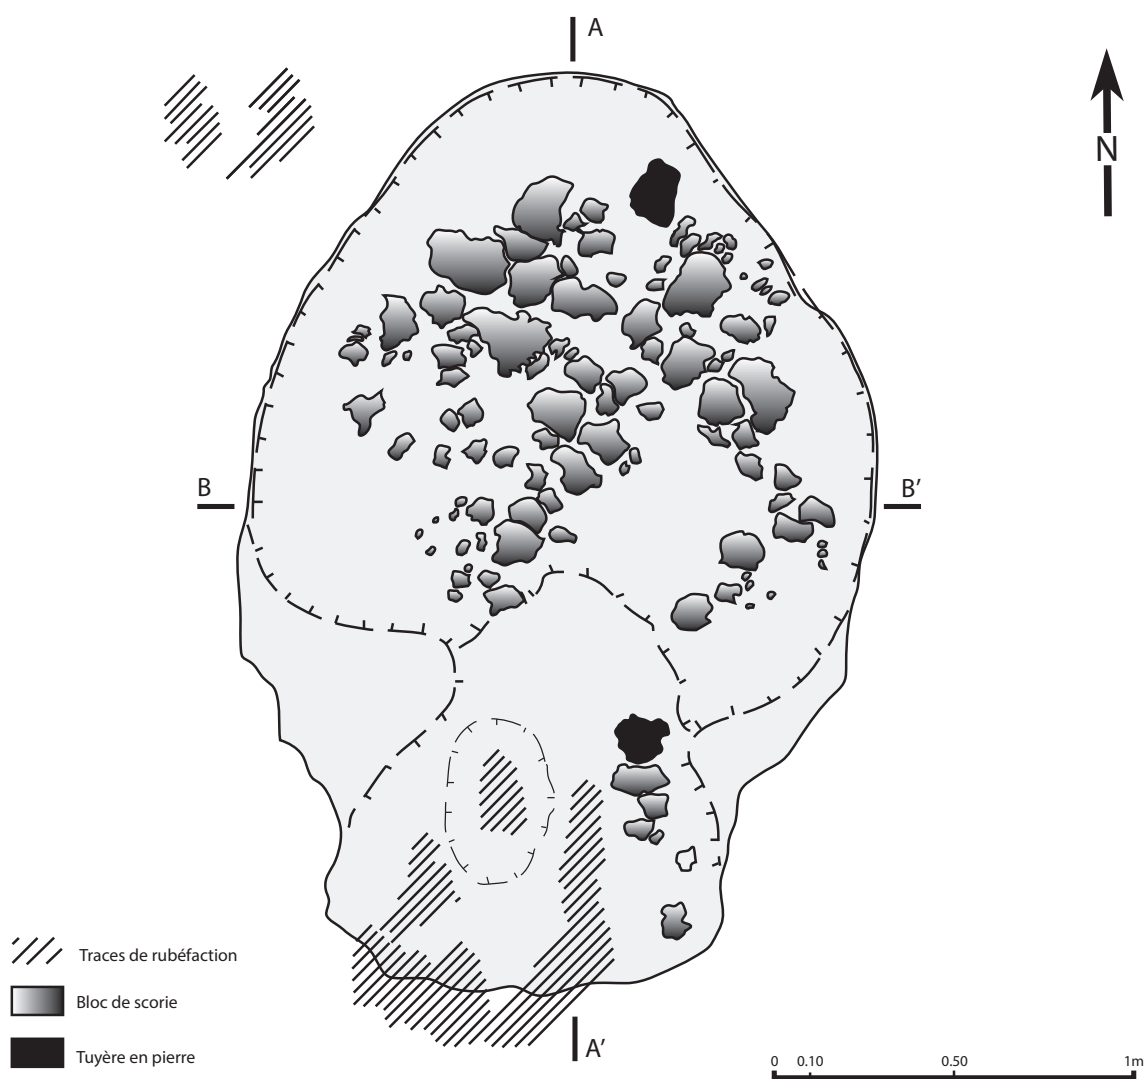 A
N
B
B'
Traces de rubéfaction
Bloc de scorie
Tuyère en pierre
A'
0 0.10 0.50 1m